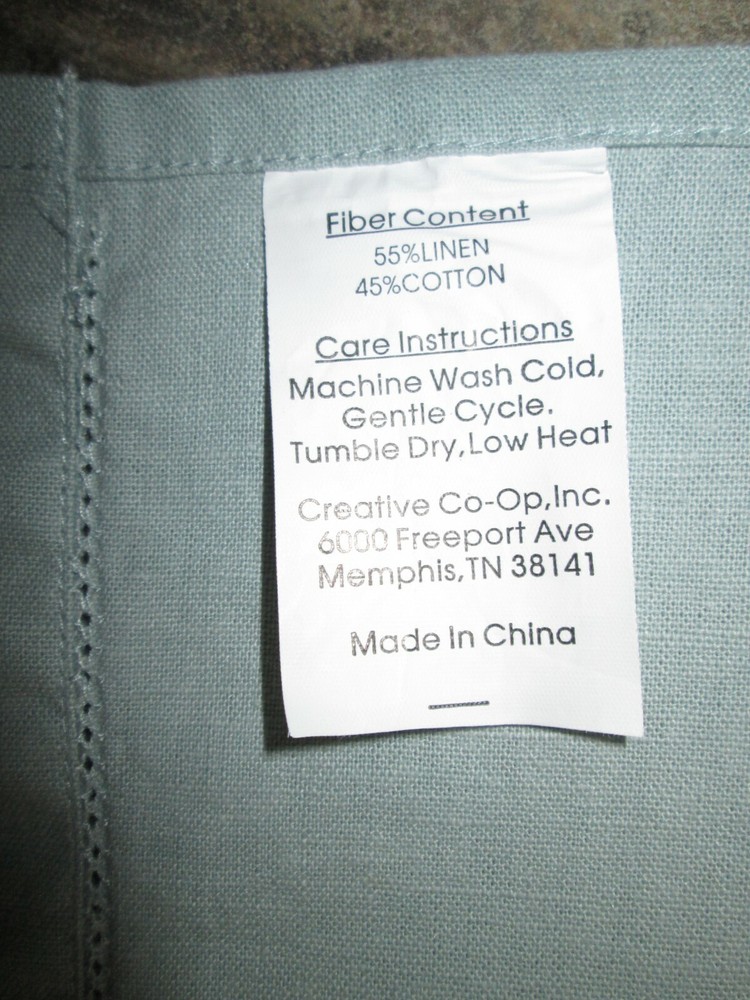 Fiber Content
55%LINEN
45%COTTON
Care Instructions
Machine Wash Cold,
Gentle Cycle.
Tumble Dry,Low Heat
Creative Co-Op,Inc.
6000 Freeport Ave
Memphis,TN 38141
Made In China